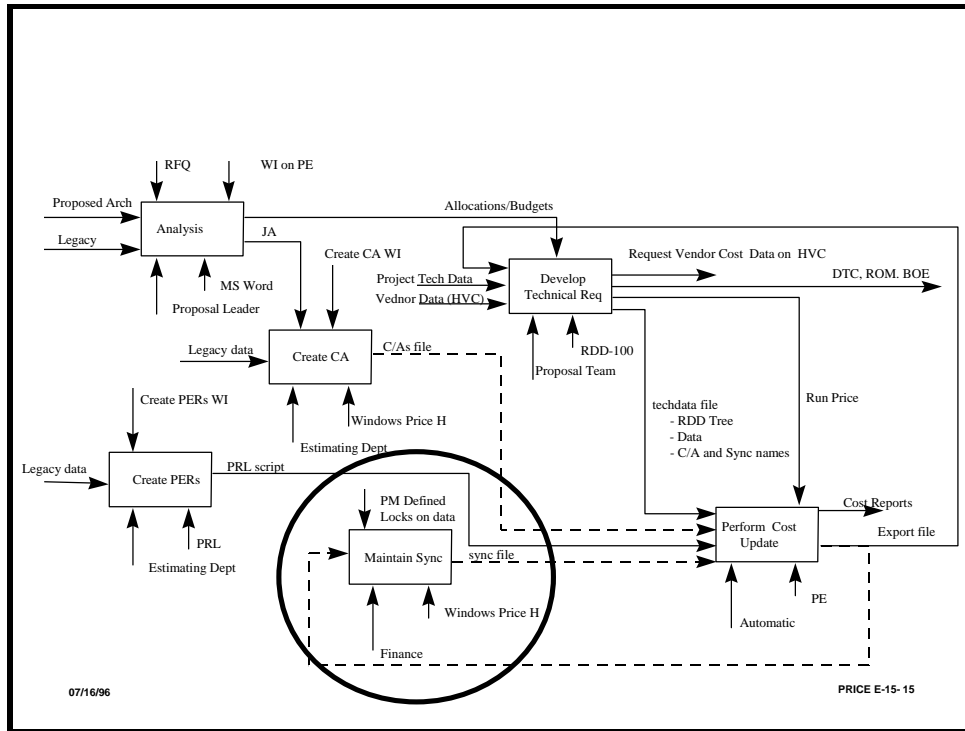 RFQ
WI on PE
Proposed Arch
Analysis
Legacy
JA
MS Word
Proposal Leader
Allocations/Budgets
Create CA WI
Project Tech Data
Vednor Data (HVC)
Develop
Technical Req
Request Vendor Cost Data on HVC
DTC, ROM. BOE
RDD-100
Proposal Team
Legacy data
Create CA
C/As file
Windows Price H
Estimating Dept
Create PERs WI
Legacy data
Create PERs
PRL script
PRL
Estimating Dept
techdata file
- RDD Tree
- Data
- C/A and Sync names
Run Price
PM Defined
Locks on data
Maintain Sync
sync file
Windows Price H
Finance
Perform Cost
Update
Cost Reports
Export file
PE
Automatic
07/16/96
PRICE E-15- 15